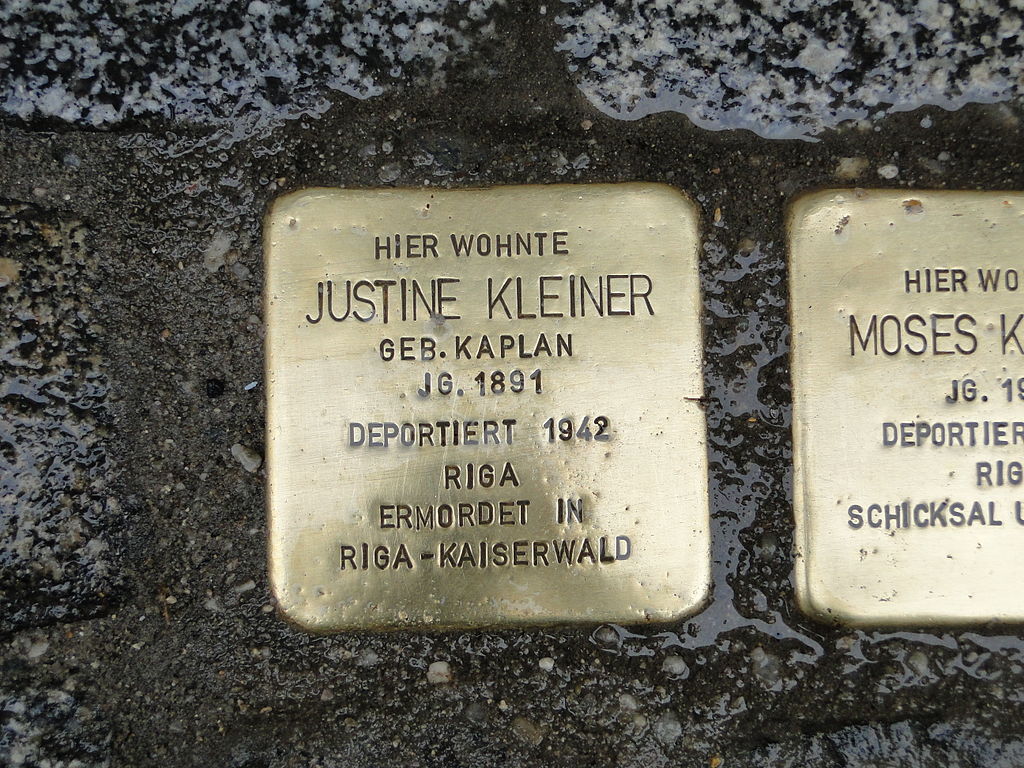 HIER WOHNTE
JUSTINE KLEINER
GEB. KAPLAN
JG. 1891
DEPORTIERT 1942
RIGA
ERMORDET IN
RIGA-KAISERWALD
HIER WO
MOSES K
JG. 19
DEPORTIER
RIG
SCHICKSAL U